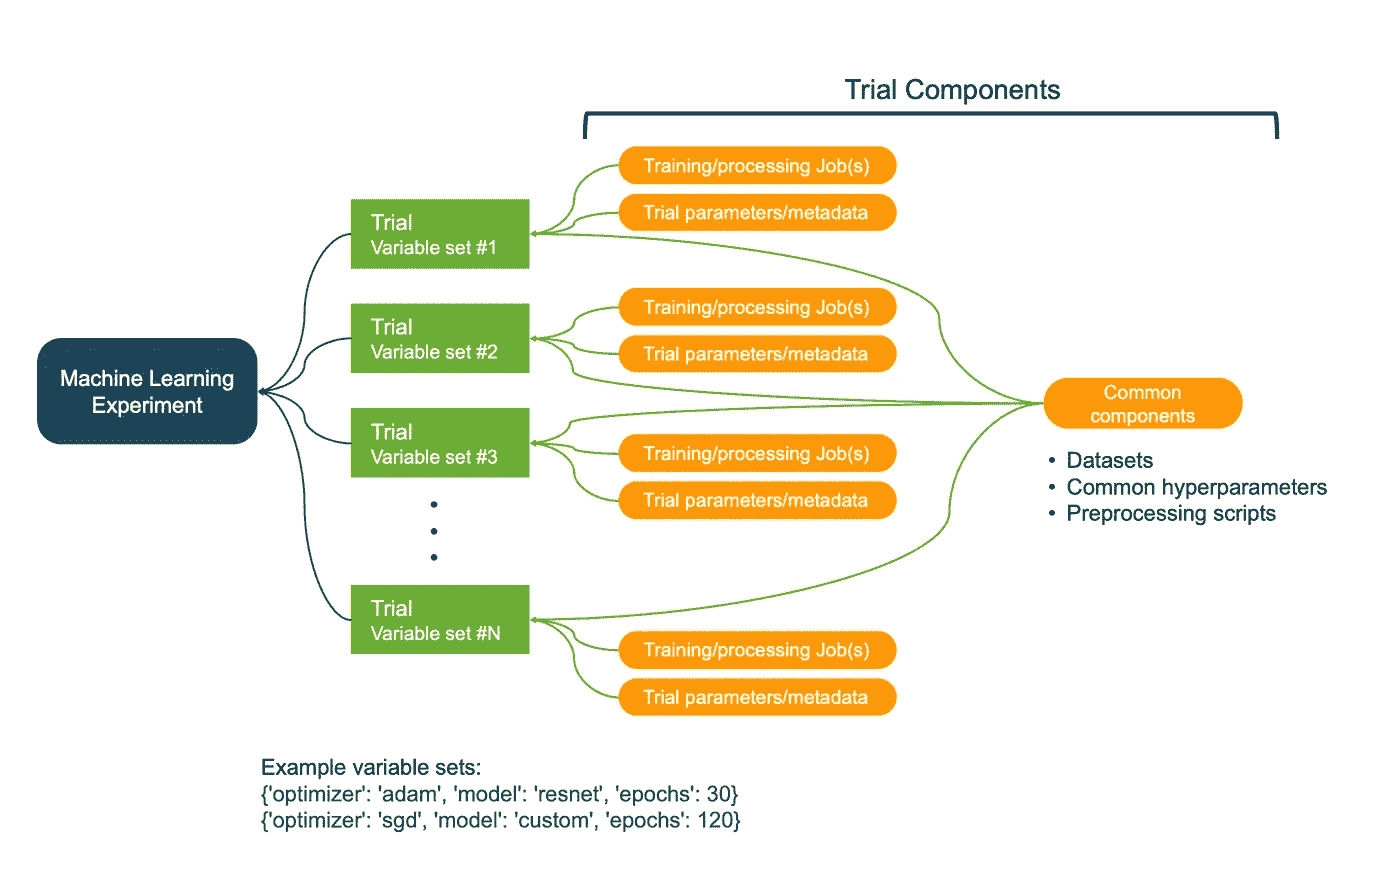 Trial Components
Training/processing Job(s)
Trial parameters/metadata
Trial
Variable set #1
Training/processing Job(s)
Trial parameters/metadata
Trial
Variable set #2
Machine Learning
Experiment
Common
components
Trial
Variable set #3
Training/processing Job(s)
Trial parameters/metadata
• Datasets
• Common hyperparameters
• Preprocessing scripts
Trial
Variable set #N
Training/processing Job(s)
Trial parameters/metadata
Example variable sets:
{'optimizer': 'adam', 'model': 'resnet', 'epochs': 30}
{'optimizer': 'sgd', 'model': 'custom', 'epochs': 120}